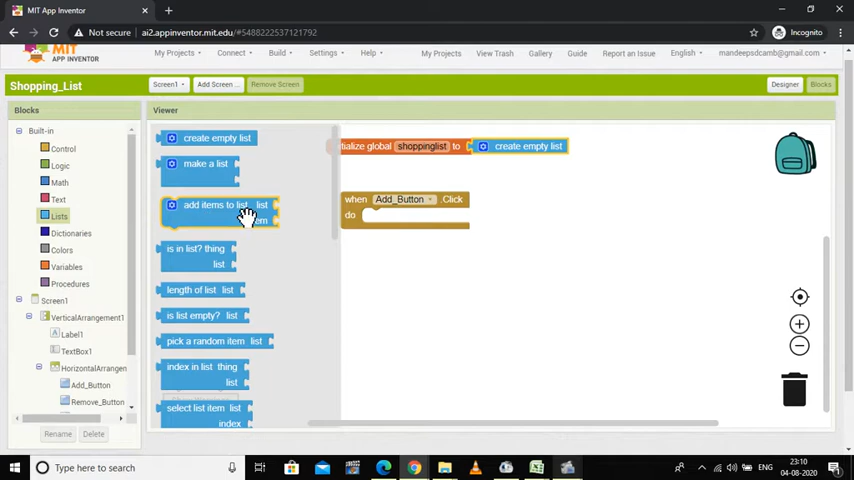 MIT App Inventor
Incognito
Not secure | ai2.appinventor.mit.edu/#5488222537121792
MIT
APP INVENTOR
My Projects Connect Build Settings Help My Projects View Trash Gallery Guide Report an Issue English mandeepsdcamb@gmail.com
Shopping_List
Screen1 Add Screen ... Remove Screen Designer Blocks
Blocks
Viewer
Built-in
Control
Logic
Math
Text
Lists
Dictionaries
Colors
Variables
Procedures
Screen1
VerticalArrangement1
Label1
TextBox1
HorizontalArrangen
Add_Button
Remove_Button
Rename Delete
create empty list
make a list
add items to list list
item
is in list? thing
list
length of list list
is list empty? list
pick a random item list
index in list thing
list
select list item list
index
tialize global shoppinglist to create empty list
when Add_Button .Click
do
Type here to search
ENG
23:10
04-08-2020